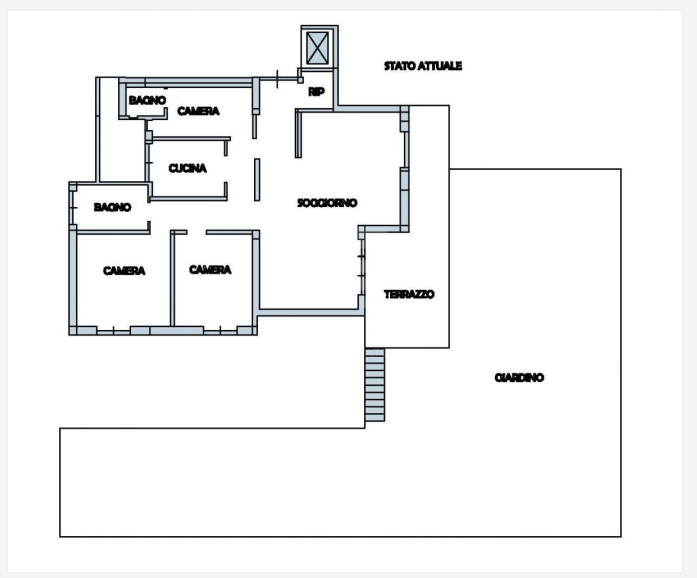 STATO ATTUALE
RIP
BAGNO
CAMERA
CUCINA
SOGGIORNO
BAGNO
CAMERA
CAMERA
TERRAZZO
GIARDINO